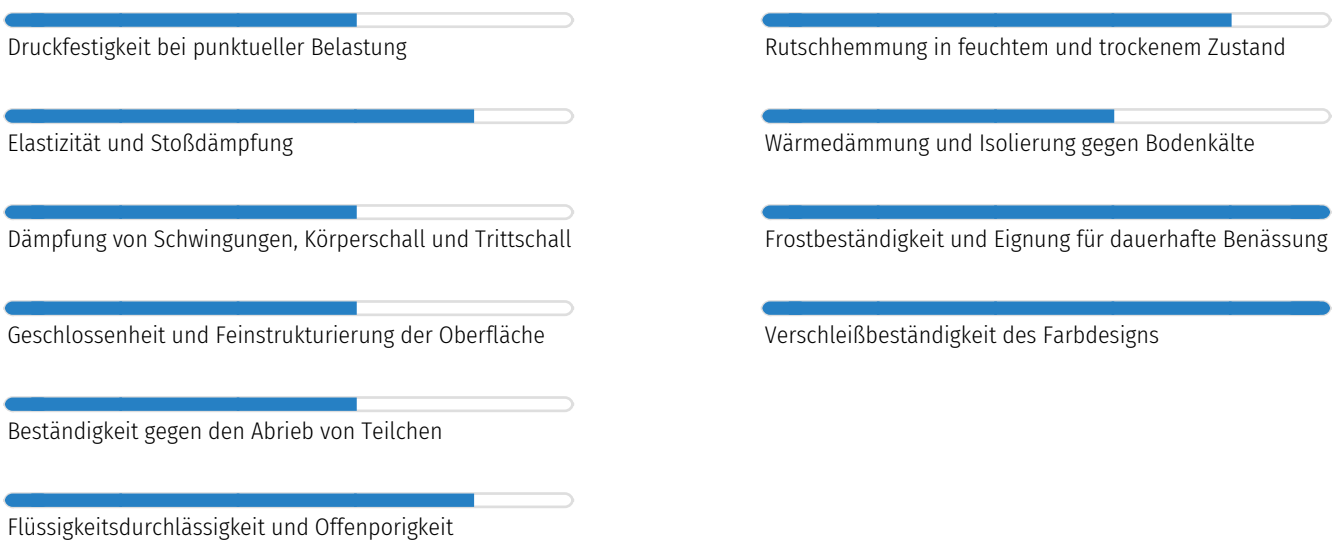 Druckfestigkeit bei punktueller Belastung
Elastizität und Stoßdämpfung
Dämpfung von Schwingungen, Körperschall und Trittschall
Geschlossenheit und Feinstrukturierung der Oberfläche
Beständigkeit gegen den Abrieb von Teilchen
Flüssigkeitsdurchlässigkeit und Offenporigkeit
Rutschhemmung in feuchtem und trockenem Zustand
Wärmedämmung und Isolierung gegen Bodenkälte
Frostbeständigkeit und Eignung für dauerhafte Benässung
Verschleißbeständigkeit des Farbdesigns